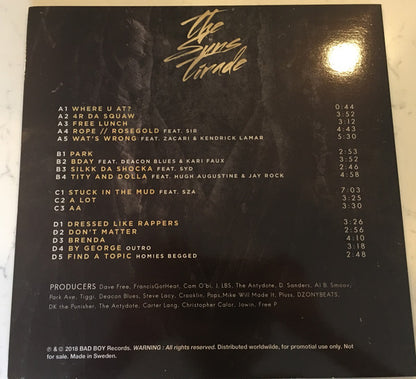 The
Suns
Tirade
A1 WHERE U AT? 0:44
A2 4R DA SQUAW 3:52
A3 FREE LUNCH 3:12
A4 ROPE // ROSEGOLD FEAT. SIR 4:43
A5 WAT'S WRONG FEAT. ZACARI & KENDRICK LAMAR 5:30
B1 PARK 2:53
B2 BDAY FEAT. DEACON BLUES & KARI FAUX 3:52
B3 SILKK DA SHOCKA FEAT. SYD 2:46
B4 TITY AND DOLLA FEAT. HUGH AUGUSTINE & JAY ROCK 4:58
C1 STUCK IN THE MUD FEAT. SZA 7:03
C2 A LOT 3:25
C3 AA 3:30
D1 DRESSED LIKE RAPPERS 3:26
D2 DON'T MATTER 2:56
D3 BRENDA 4:10
D4 BY GEORGE OUTRO 3:18
D5 FIND A TOPIC HOMIES BEGGED 2:48
PRODUCERS Dave Free, FrancisGotHeat, Cam O'bi, J. LBS, The Antydote, D. Sanders, Al B. Smoov,
Park Ave, Tiggi, Deacon Blues, Steve Lacy, Crooklin, Pops, Mike Will Made It, Pluss, DZONYBEATS,
DK the Punisher, The Antydote, Carter Lang, Christopher Calor, Jowin, Free P
℗ & © 2018 BAD BOY Records. WARNING : All rights reserved. Distributed worldwilde, for promotial use only. Not
for sale. Made in Sweden.